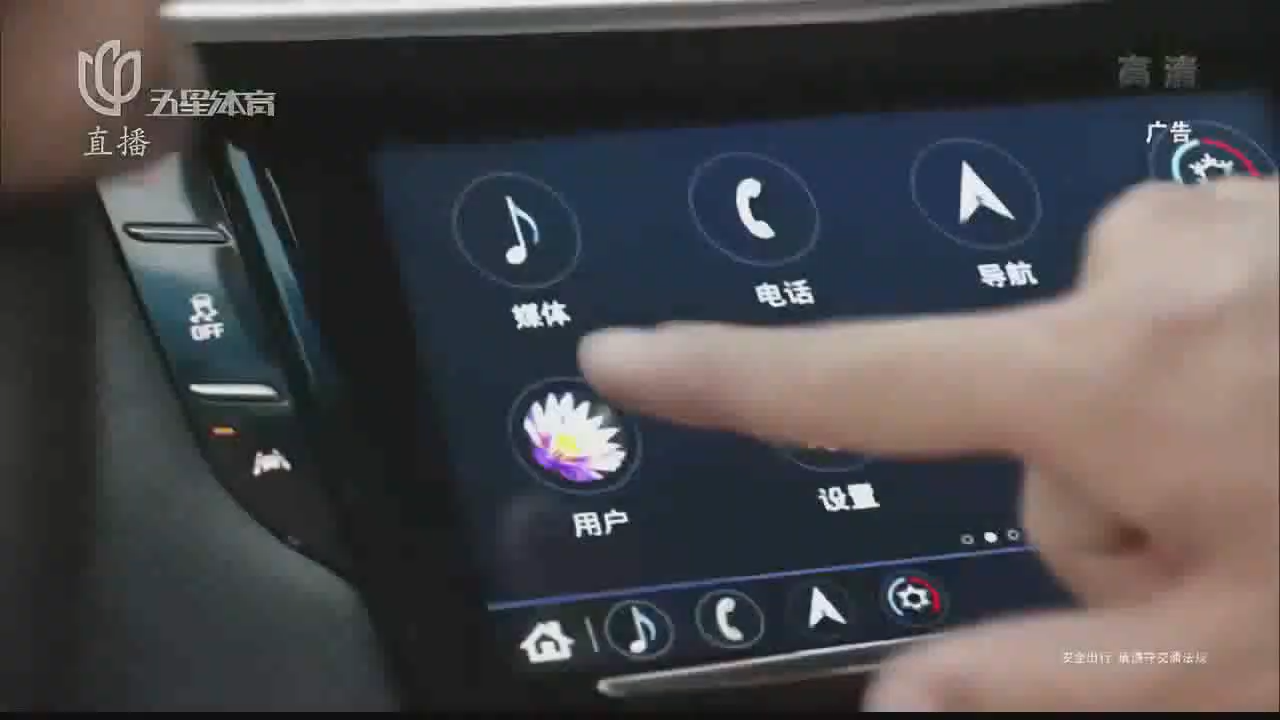 五星体育
高清
直播
广告
媒体
电话
导航
OFF
用户
设置
安全出行 请遵守交通法规